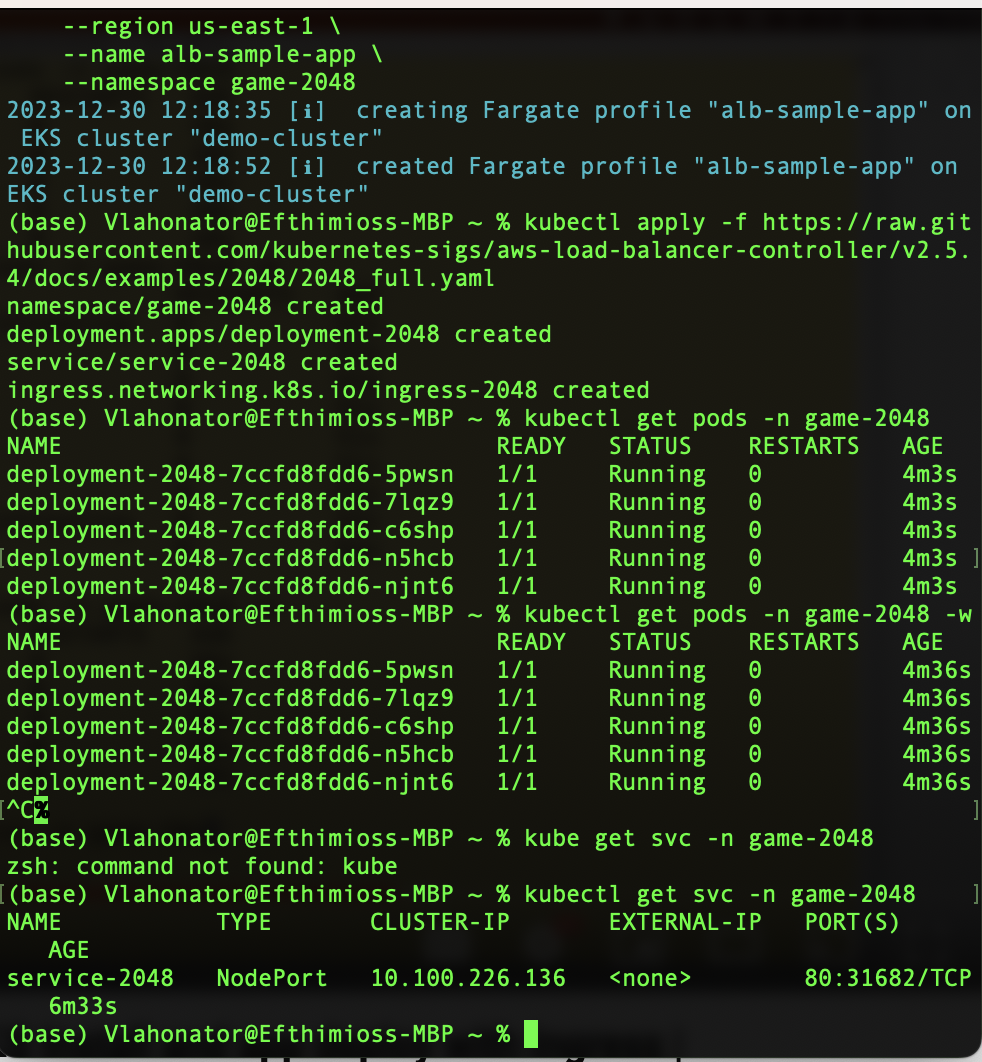 --region us-east-1 \
--name alb-sample-app \
--namespace game-2048
2023-12-30 12:18:35 [ℹ]  creating Fargate profile "alb-sample-app" on
 EKS cluster "demo-cluster"
2023-12-30 12:18:52 [ℹ]  created Fargate profile "alb-sample-app" on
EKS cluster "demo-cluster"
(base) Vlahonator@Efthimioss-MBP ~ % kubectl apply -f https://raw.git
hubusercontent.com/kubernetes-sigs/aws-load-balancer-controller/v2.5.
4/docs/examples/2048/2048_full.yaml
namespace/game-2048 created
deployment.apps/deployment-2048 created
service/service-2048 created
ingress.networking.k8s.io/ingress-2048 created
(base) Vlahonator@Efthimioss-MBP ~ % kubectl get pods -n game-2048
NAME                               READY   STATUS    RESTARTS   AGE
deployment-2048-7ccfd8fdd6-5pwsn   1/1     Running   0          4m3s
deployment-2048-7ccfd8fdd6-7lqz9   1/1     Running   0          4m3s
deployment-2048-7ccfd8fdd6-c6shp   1/1     Running   0          4m3s
[deployment-2048-7ccfd8fdd6-n5hcb   1/1     Running   0          4m3s ]
deployment-2048-7ccfd8fdd6-njnt6   1/1     Running   0          4m3s
(base) Vlahonator@Efthimioss-MBP ~ % kubectl get pods -n game-2048 -w
NAME                               READY   STATUS    RESTARTS   AGE
deployment-2048-7ccfd8fdd6-5pwsn   1/1     Running   0          4m36s
deployment-2048-7ccfd8fdd6-7lqz9   1/1     Running   0          4m36s
deployment-2048-7ccfd8fdd6-c6shp   1/1     Running   0          4m36s
deployment-2048-7ccfd8fdd6-n5hcb   1/1     Running   0          4m36s
deployment-2048-7ccfd8fdd6-njnt6   1/1     Running   0          4m36s
[^C% ]
(base) Vlahonator@Efthimioss-MBP ~ % kube get svc -n game-2048
zsh: command not found: kube
[(base) Vlahonator@Efthimioss-MBP ~ % kubectl get svc -n game-2048 ]
NAME           TYPE       CLUSTER-IP       EXTERNAL-IP   PORT(S)
   AGE
service-2048   NodePort   10.100.226.136   <none>        80:31682/TCP
   6m33s
(base) Vlahonator@Efthimioss-MBP ~ %